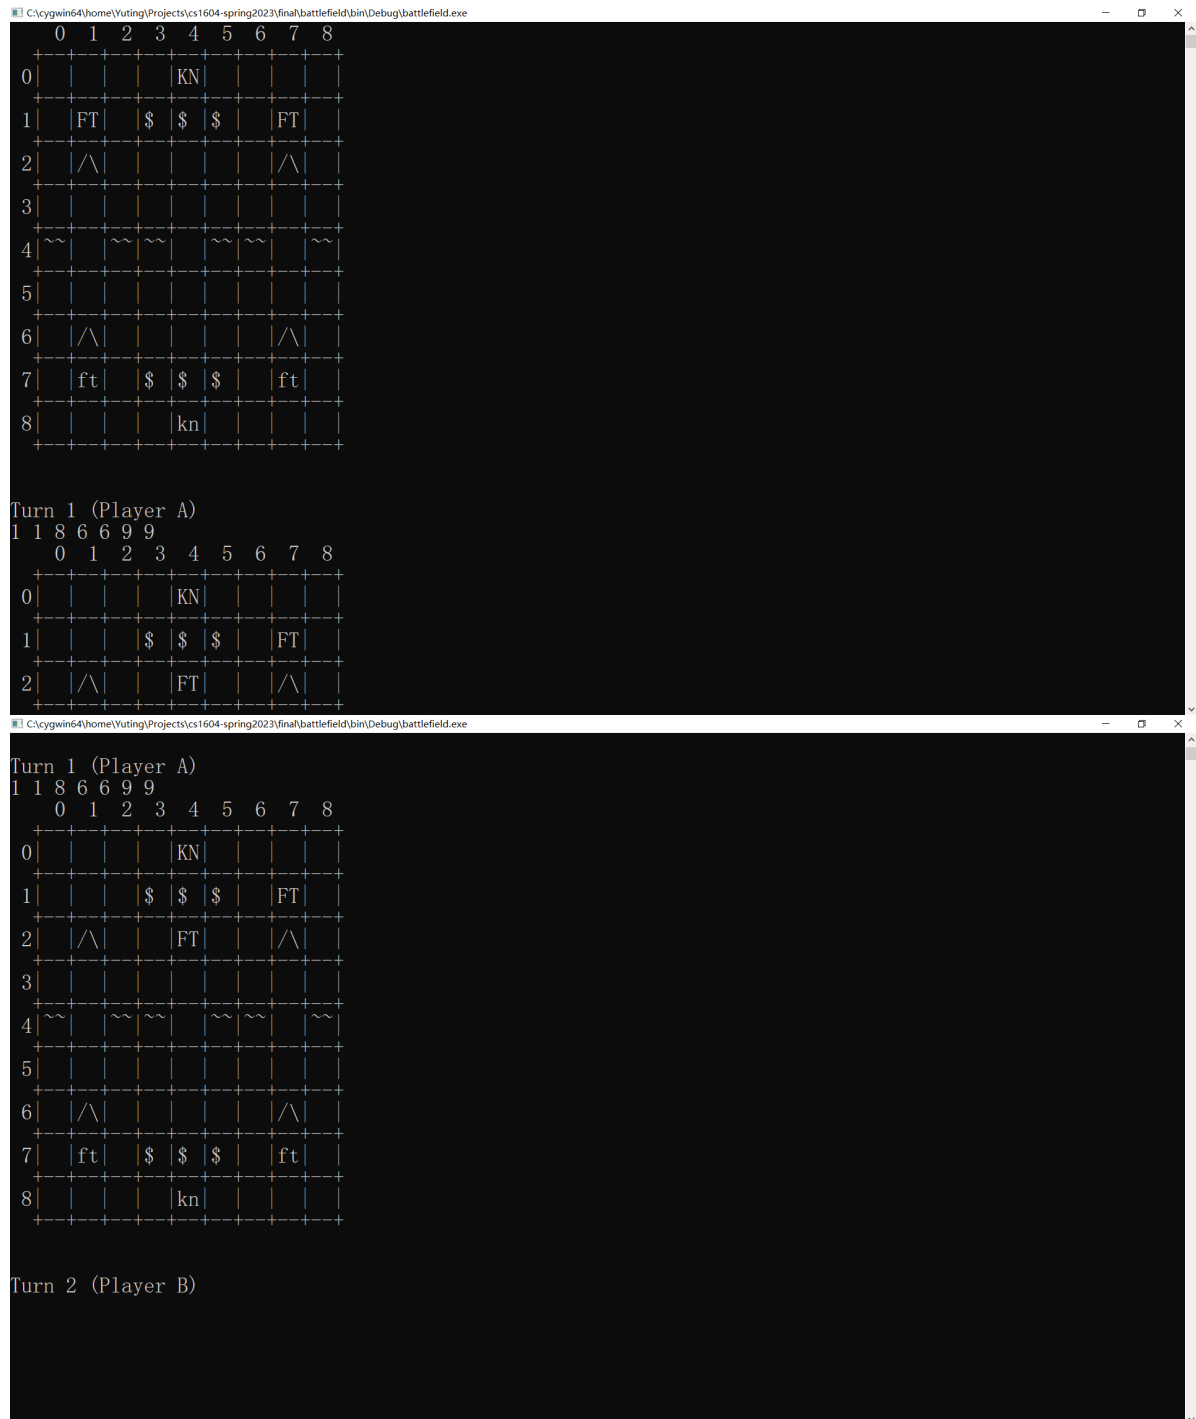 C:\cygwin64\home\Yuting\Projects\cs1604-spring2023\final\battlefield\bin\Debug\battlefield.exe
    0  1  2  3  4  5  6  7  8
  +--+--+--+--+--+--+--+--+--+
 0|  |  |  |  |KN|  |  |  |  |
  +--+--+--+--+--+--+--+--+--+
 1|  |FT|  |$ |$ |$ |  |FT|  |
  +--+--+--+--+--+--+--+--+--+
 2|  |/\|  |  |  |  |  |/\|  |
  +--+--+--+--+--+--+--+--+--+
 3|  |  |  |  |  |  |  |  |  |
  +--+--+--+--+--+--+--+--+--+
 4|~~|  |~~|~~|  |~~|~~|  |~~|
  +--+--+--+--+--+--+--+--+--+
 5|  |  |  |  |  |  |  |  |  |
  +--+--+--+--+--+--+--+--+--+
 6|  |/\|  |  |  |  |  |/\|  |
  +--+--+--+--+--+--+--+--+--+
 7|  |ft|  |$ |$ |$ |  |ft|  |
  +--+--+--+--+--+--+--+--+--+
 8|  |  |  |  |kn|  |  |  |  |
  +--+--+--+--+--+--+--+--+--+
Turn 1 (Player A)
1 1 8 6 6 9 9
    0  1  2  3  4  5  6  7  8
  +--+--+--+--+--+--+--+--+--+
 0|  |  |  |  |KN|  |  |  |  |
  +--+--+--+--+--+--+--+--+--+
 1|  |  |  |$ |$ |$ |  |FT|  |
  +--+--+--+--+--+--+--+--+--+
 2|  |/\|  |  |FT|  |  |/\|  |
  +--+--+--+--+--+--+--+--+--+
C:\cygwin64\home\Yuting\Projects\cs1604-spring2023\final\battlefield\bin\Debug\battlefield.exe
Turn 1 (Player A)
1 1 8 6 6 9 9
    0  1  2  3  4  5  6  7  8
  +--+--+--+--+--+--+--+--+--+
 0|  |  |  |  |KN|  |  |  |  |
  +--+--+--+--+--+--+--+--+--+
 1|  |  |  |$ |$ |$ |  |FT|  |
  +--+--+--+--+--+--+--+--+--+
 2|  |/\|  |  |FT|  |  |/\|  |
  +--+--+--+--+--+--+--+--+--+
 3|  |  |  |  |  |  |  |  |  |
  +--+--+--+--+--+--+--+--+--+
 4|~~|  |~~|~~|  |~~|~~|  |~~|
  +--+--+--+--+--+--+--+--+--+
 5|  |  |  |  |  |  |  |  |  |
  +--+--+--+--+--+--+--+--+--+
 6|  |/\|  |  |  |  |  |/\|  |
  +--+--+--+--+--+--+--+--+--+
 7|  |ft|  |$ |$ |$ |  |ft|  |
  +--+--+--+--+--+--+--+--+--+
 8|  |  |  |  |kn|  |  |  |  |
  +--+--+--+--+--+--+--+--+--+
Turn 2 (Player B)